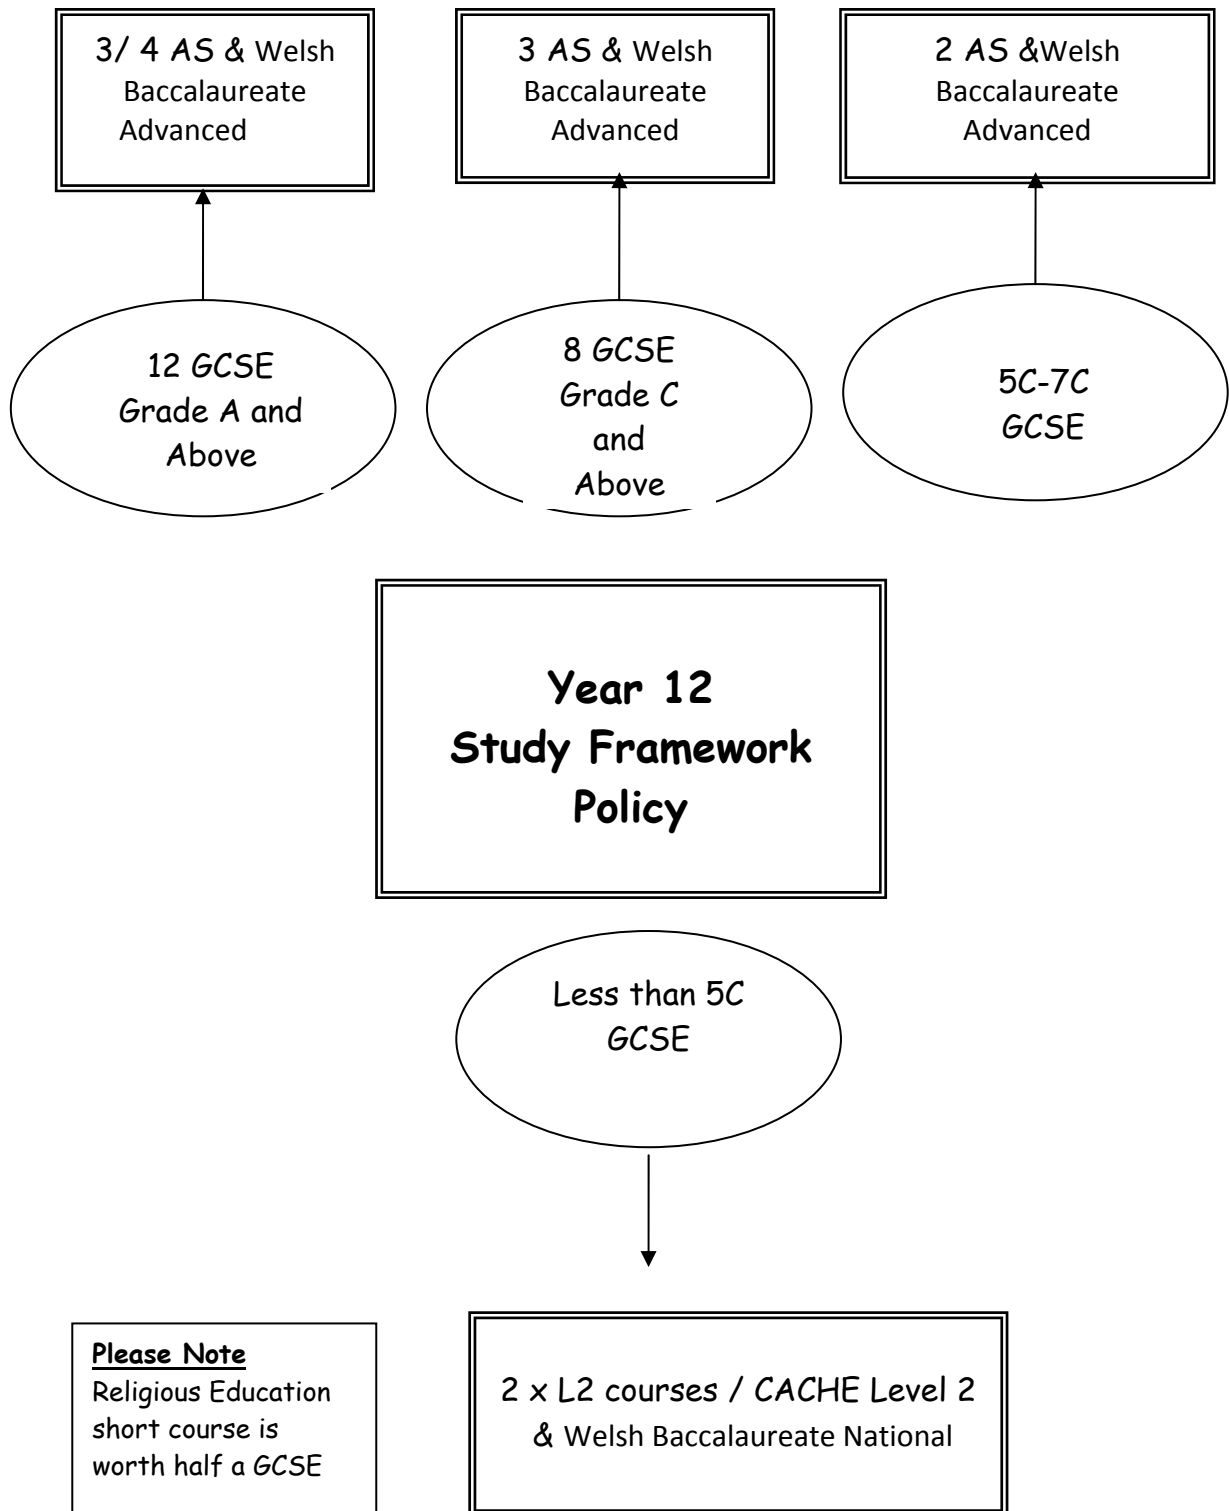 3/ 4 AS & Welsh
Baccalaureate
Advanced
3 AS & Welsh
Baccalaureate
Advanced
2 AS &Welsh
Baccalaureate
Advanced
12 GCSE
Grade A and
Above
8 GCSE
Grade C
and
Above
5C-7C
GCSE
Year 12
Study Framework
Policy
Less than 5C
GCSE
Please Note
Religious Education
short course is
worth half a GCSE
2 x L2 courses / CACHE Level 2
& Welsh Baccalaureate National